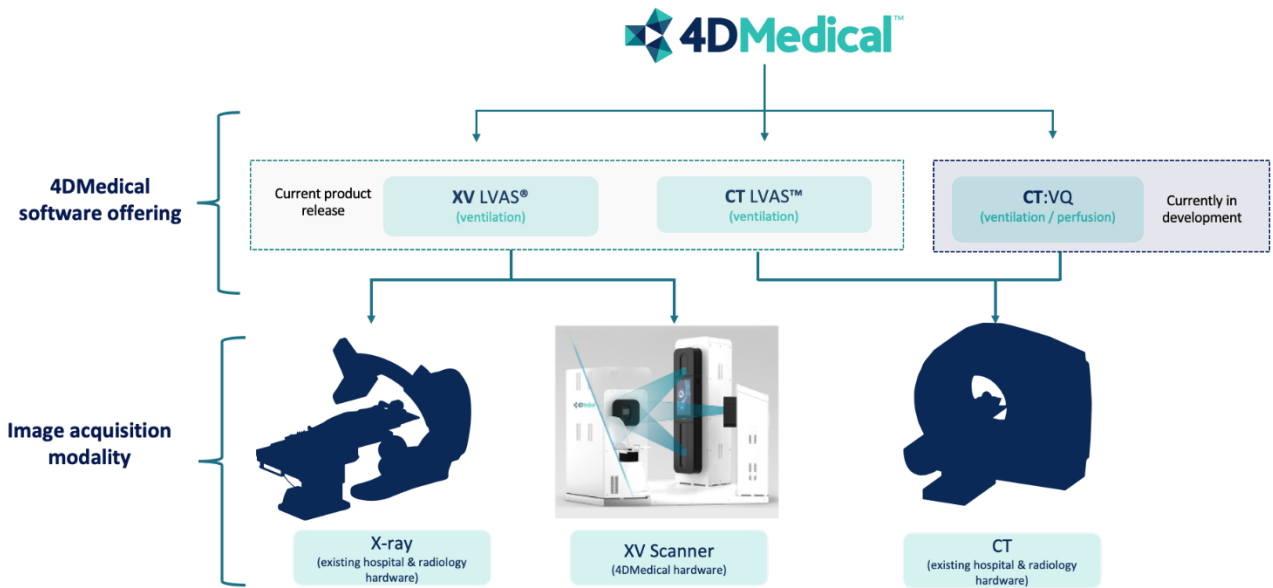 4DMedical™
4DMedical
software offering
Current product
release
XV LVAS®
(ventilation)
CT LVAS™
(ventilation)
CT:VQ
(ventilation / perfusion)
Currently in
development
Image acquisition
modality
4DMedical
X-ray
(existing hospital & radiology
hardware)
XV Scanner
(4DMedical hardware)
CT
(existing hospital & radiology
hardware)